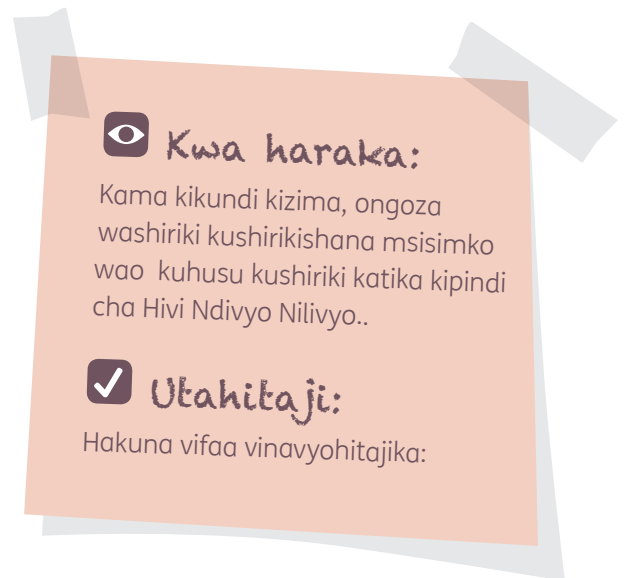 Kwa haraka:
Kama kikundi kizima, ongoza
washiriki kushirikishana msisimko
wao  kuhusu kushiriki katika kipindi
cha Hivi Ndivyo Nilivyo..
Utahitaji:
Hakuna vifaa vinavyohitajika: